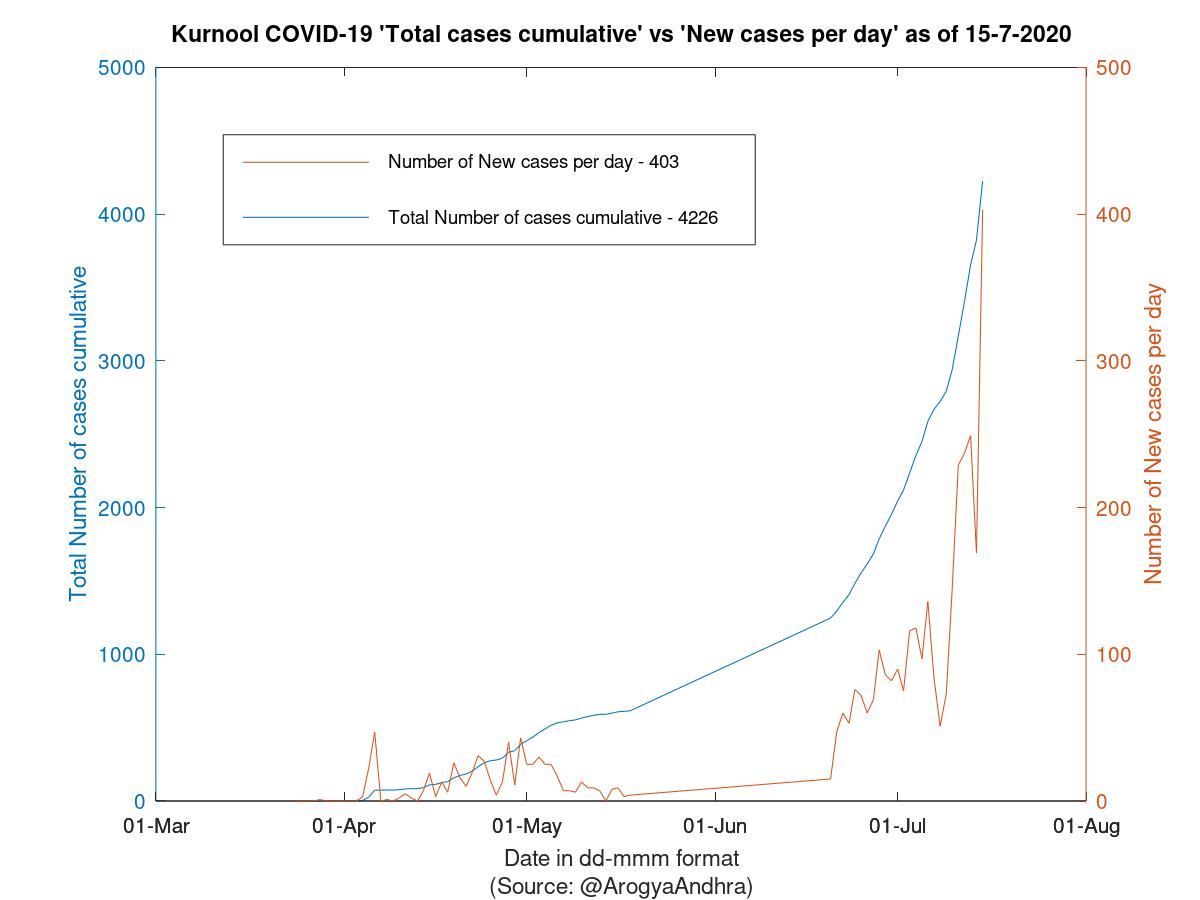 Kurnool COVID-19 'Total cases cumulative' vs 'New cases per day' as of 15-7-2020
5000
4000
3000
2000
1000
0
Total Number of cases cumulative
Number of New cases per day - 403
Total Number of cases cumulative - 4226
500
400
300
200
100
0
Number of New cases per day
01-Mar 01-Apr 01-May 01-Jun 01-Jul 01-Aug
Date in dd-mmm format
(Source: @ArogyaAndhra)